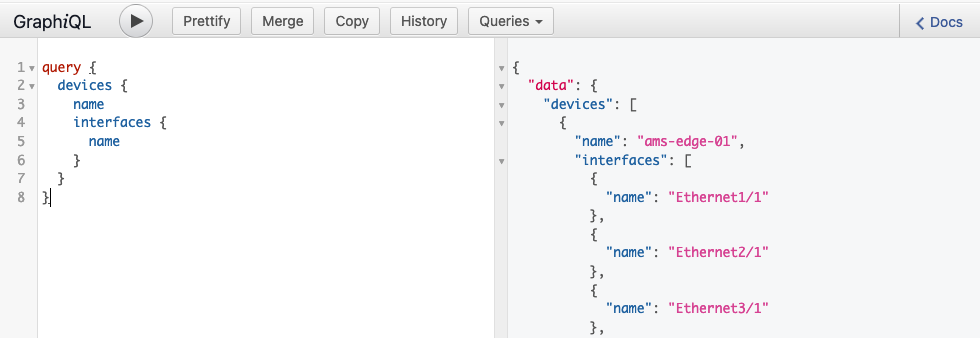 GraphiQL Prettify Merge Copy History Queries Docs
1 query {
2 devices {
3 name
4 interfaces {
5 name
6 }
7 }
8 }
{
"data": {
"devices": [
{
"name": "ams-edge-01",
"interfaces": [
{
"name": "Ethernet1/1"
},
{
"name": "Ethernet2/1"
},
{
"name": "Ethernet3/1"
},